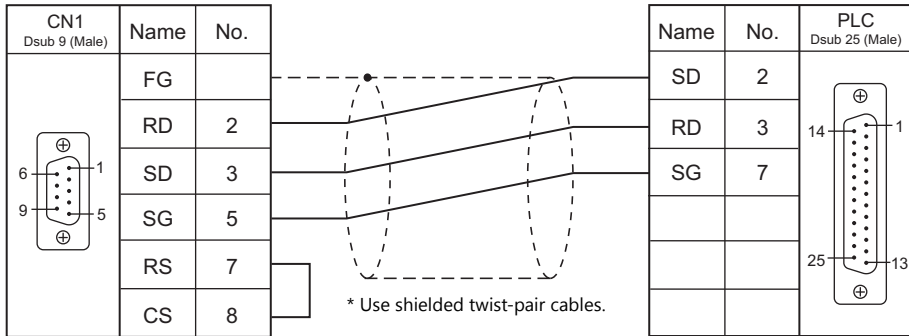 CN1
Dsub 9 (Male)
Name
No.
FG
RD
2
SD
3
SG
5
RS
7
CS
8
6
1
9
5
* Use shielded twist-pair cables.
Name
No.
PLC
Dsub 25 (Male)
SD
2
RD
3
SG
7
14
1
25
13